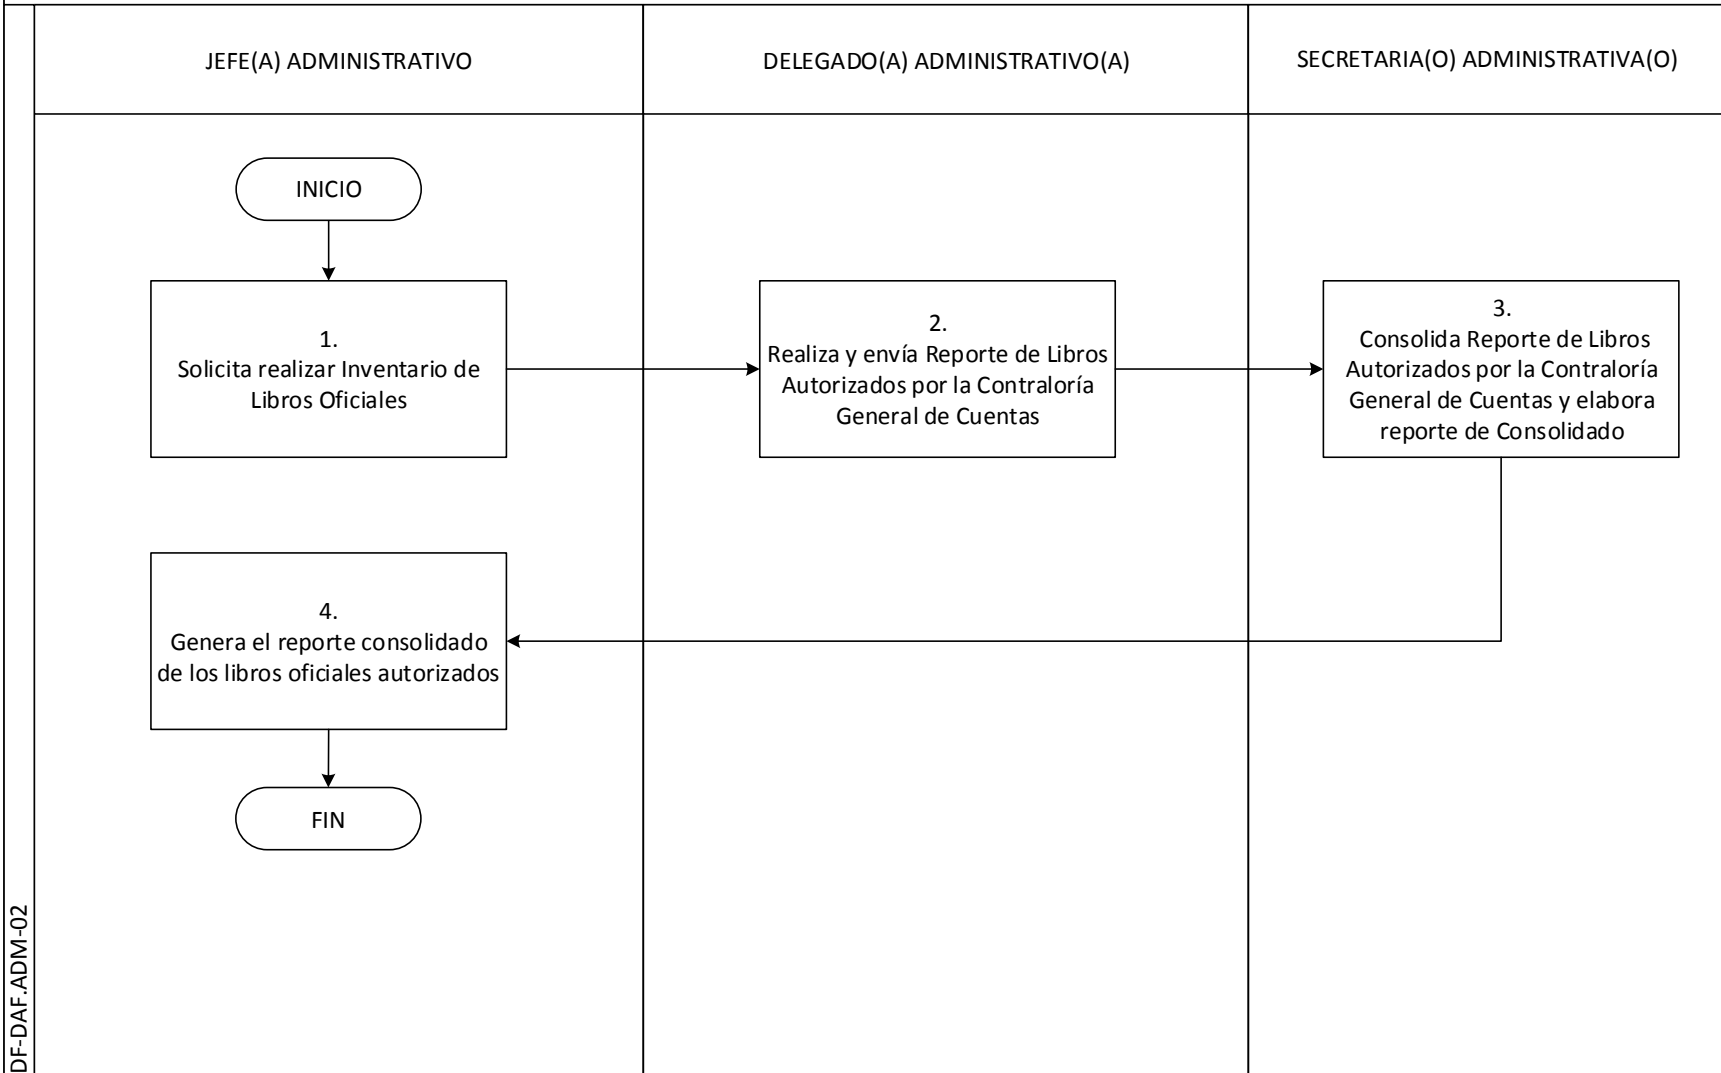 JEFE(A) ADMINISTRATIVO
DELEGADO(A) ADMINISTRATIVO(A)
SECRETARIA(O) ADMINISTRATIVA(O)
INICIO
1.
Solicita realizar Inventario de
Libros Oficiales
2.
Realiza y envía Reporte de Libros
Autorizados por la Contraloría
General de Cuentas
3.
Consolida Reporte de Libros
Autorizados por la Contraloría
General de Cuentas y elabora
reporte de Consolidado
4.
Genera el reporte consolidado
de los libros oficiales autorizados
FIN
DF-DAF.ADM-02